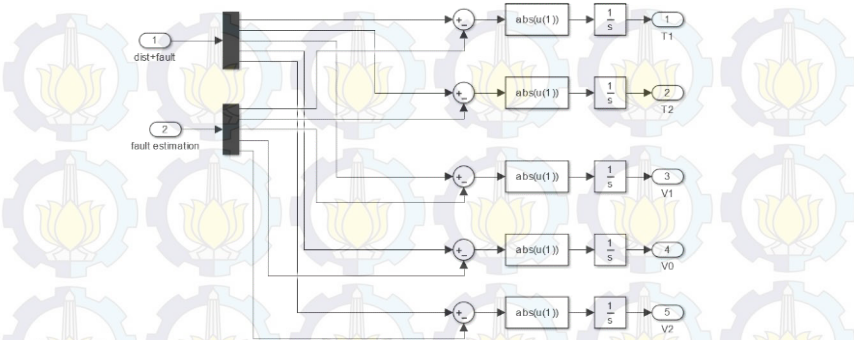 1
dist+fault
2
fault estimation
+
-
abs(u(1))
1
s
1
T1
+
-
abs(u(1))
1
s
2
T2
+
-
abs(u(1))
1
s
3
V1
+
-
abs(u(1))
1
s
4
V0
+
-
abs(u(1))
1
s
5
V2